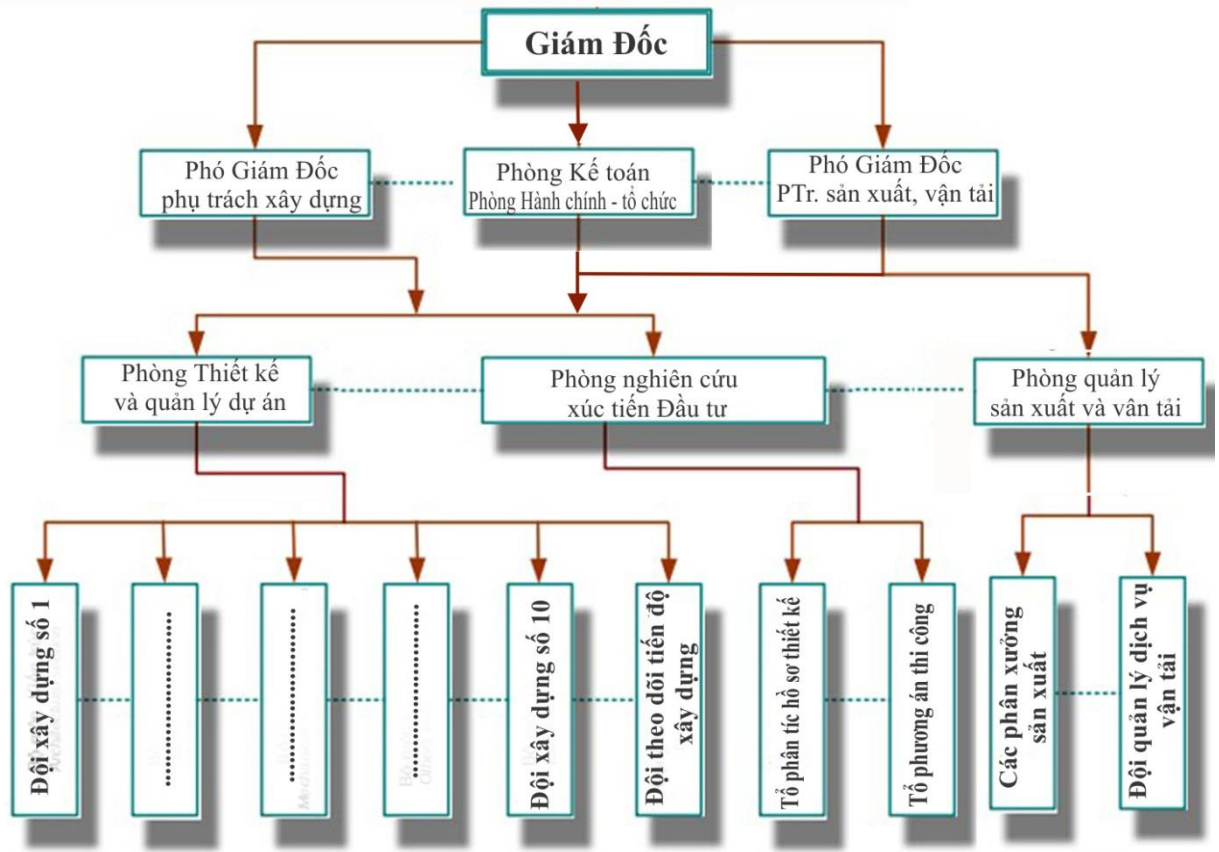 Giám Đốc
Phó Giám Đốc
phụ trách xây dựng
Phòng Kế toán
Phòng Hành chính - tổ chức
Phó Giám Đốc
PTr. sản xuất, vận tải
Phòng Thiết kế
và quản lý dự án
Phòng nghiên cứu
xúc tiến Đầu tư
Phòng quản lý
sản xuất và vân tải
Đội xây dựng số 1
Đội xây dựng số 10
Đội theo dõi tiến độ
xây dựng
Tổ phân tíc hồ sơ thiết kế
Tổ phương án thi công
Các phân xưởng
sản xuất
Đội quản lý dịch vụ
vận tải